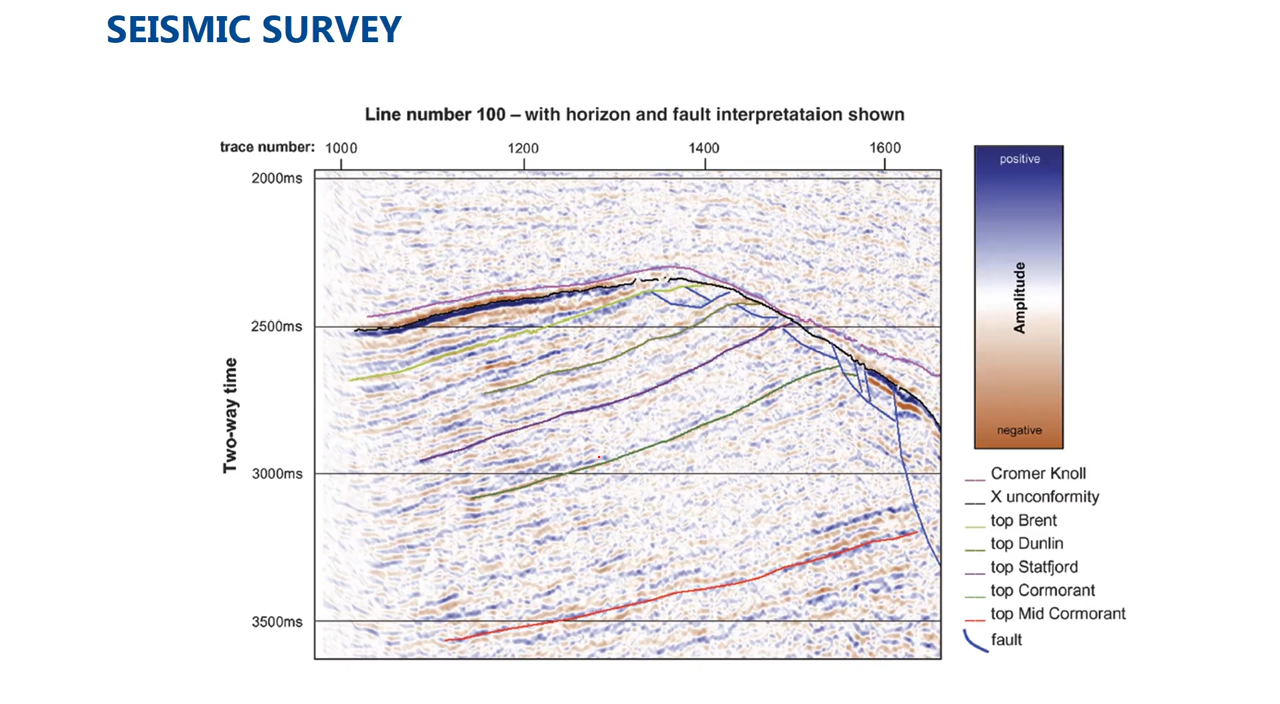 SEISMIC SURVEY
Line number 100 – with horizon and fault interpretataion shown
trace number: 1000 1200 1400 1600
2000ms
2500ms
3000ms
3500ms
Two-way time
positive
Amplitude
negative
Cromer Knoll
X unconformity
top Brent
top Dunlin
top Statfjord
top Cormorant
top Mid Cormorant
fault